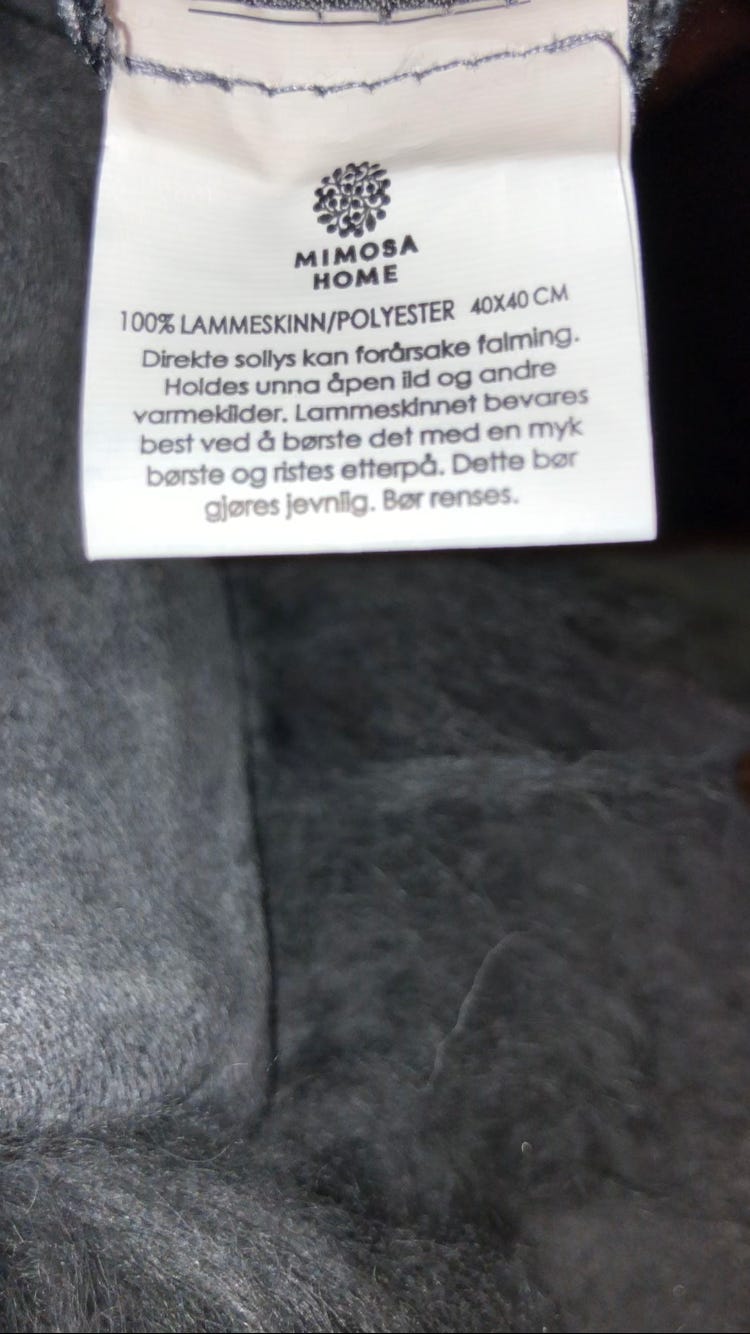 MIMOSA
HOME
100% LAMMESKINN/POLYESTER 40X40 CM
Direkte sollys kan forårsake falming.
Holdes unna åpen ild og andre
varmekilder. Lammeskinnet bevares
best ved å børste det med en myk
børste og ristes etterpå. Dette bør
gjøres jevnlig. Bør renses.